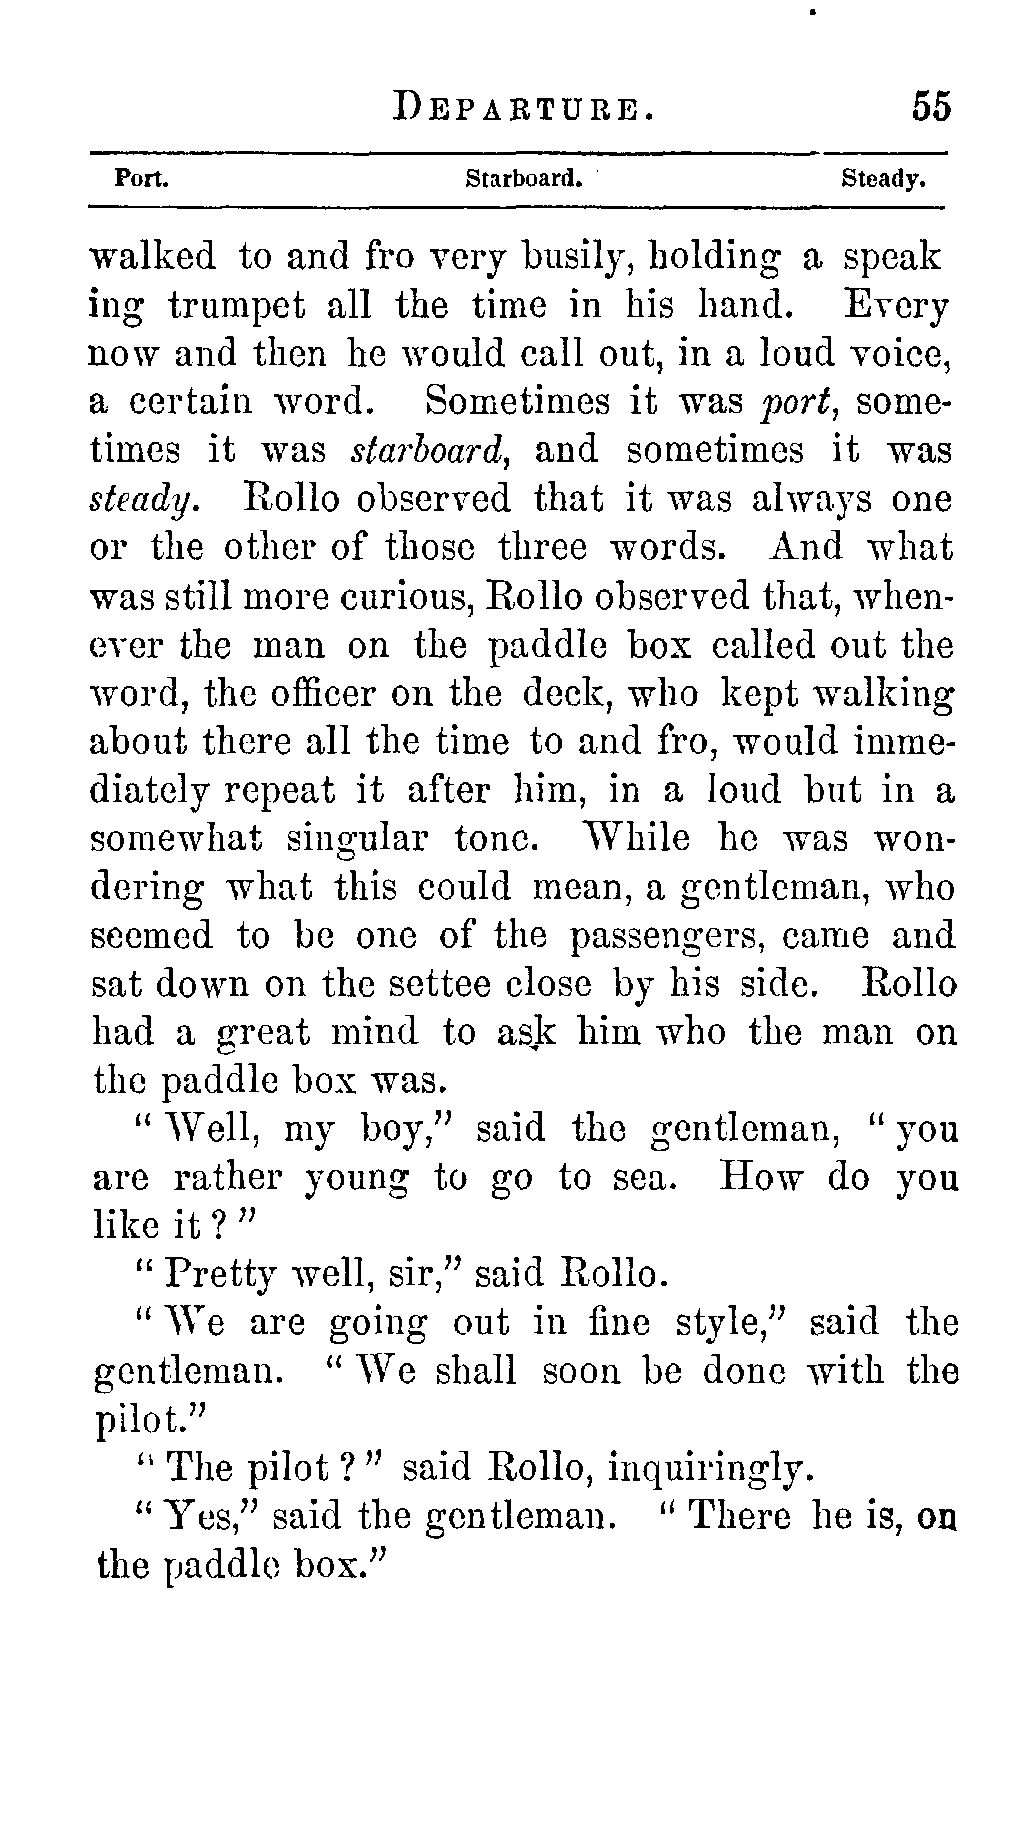 DEPARTURE. 55
Port. Starboard. Steady.
walked to and fro very busily, holding a speak
ing trumpet all the time in his hand. Every
now and then he would call out, in a loud voice,
a certain word. Sometimes it was port, some-
times it was starboard, and sometimes it was
steady. Rollo observed that it was always one
or the other of those three words. And what
was still more curious, Rollo observed that, when-
ever the man on the paddle box called out the
word, the officer on the deck, who kept walking
about there all the time to and fro, would imme-
diately repeat it after him, in a loud but in a
somewhat singular tone. While he was won-
dering what this could mean, a gentleman, who
seemed to be one of the passengers, came and
sat down on the settee close by his side. Rollo
had a great mind to ask him who the man on
the paddle box was.
“Well, my boy,” said the gentleman, “you
are rather young to go to sea. How do you
like it?”
“Pretty well, sir,” said Rollo.
“We are going out in fine style,” said the
gentleman. “We shall soon be done with the
pilot.”
“The pilot?” said Rollo, inquiringly.
“Yes,” said the gentleman. “There he is, on
the paddle box.”